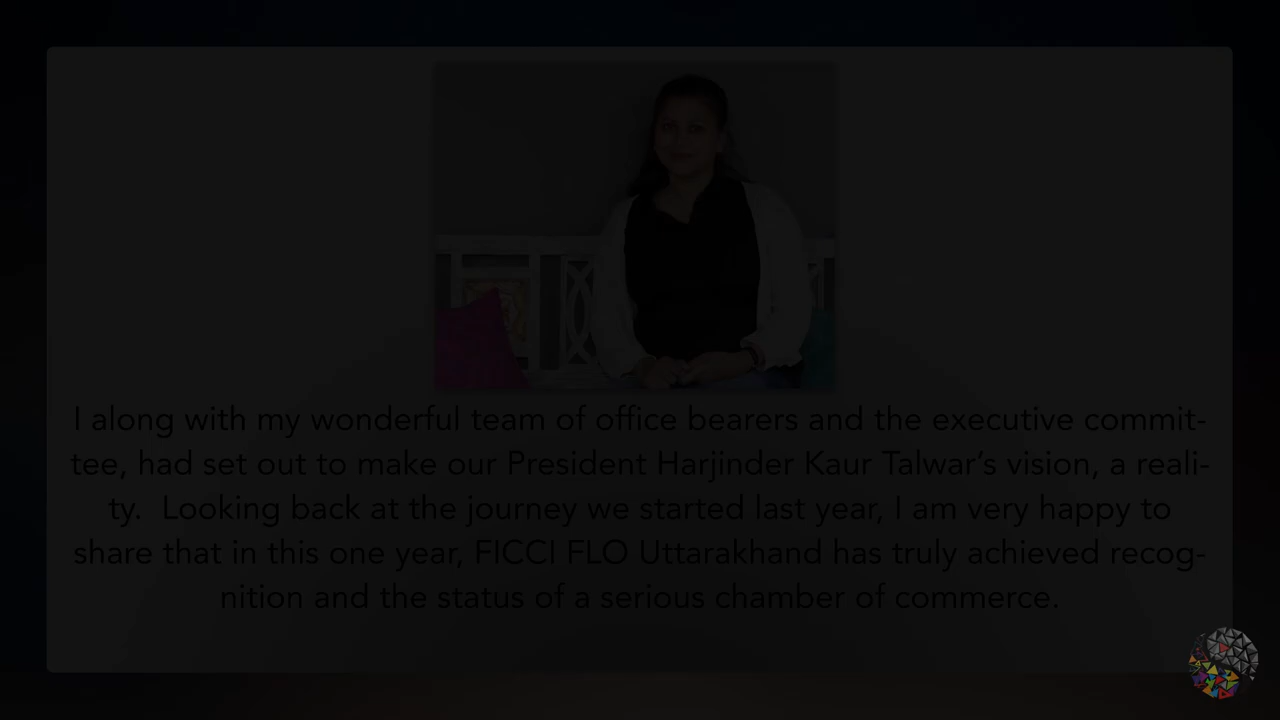 I along with my wonderful team of office bearers and the executive commit-
tee, had set out to make our President Harjinder Kaur Talwar’s vision, a reali-
ty.  Looking back at the journey we started last year, I am very happy to
share that in this one year, FICCI FLO Uttarakhand has truly achieved recog-
nition and the status of a serious chamber of commerce.